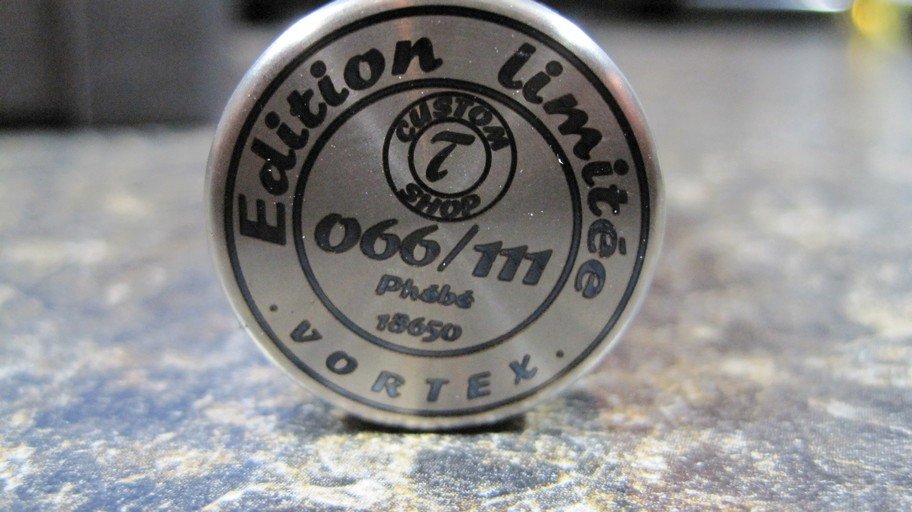 Edition limitée
CUSTOM
T
SHOP
066/111
Phébé
18650
. VORTEX .